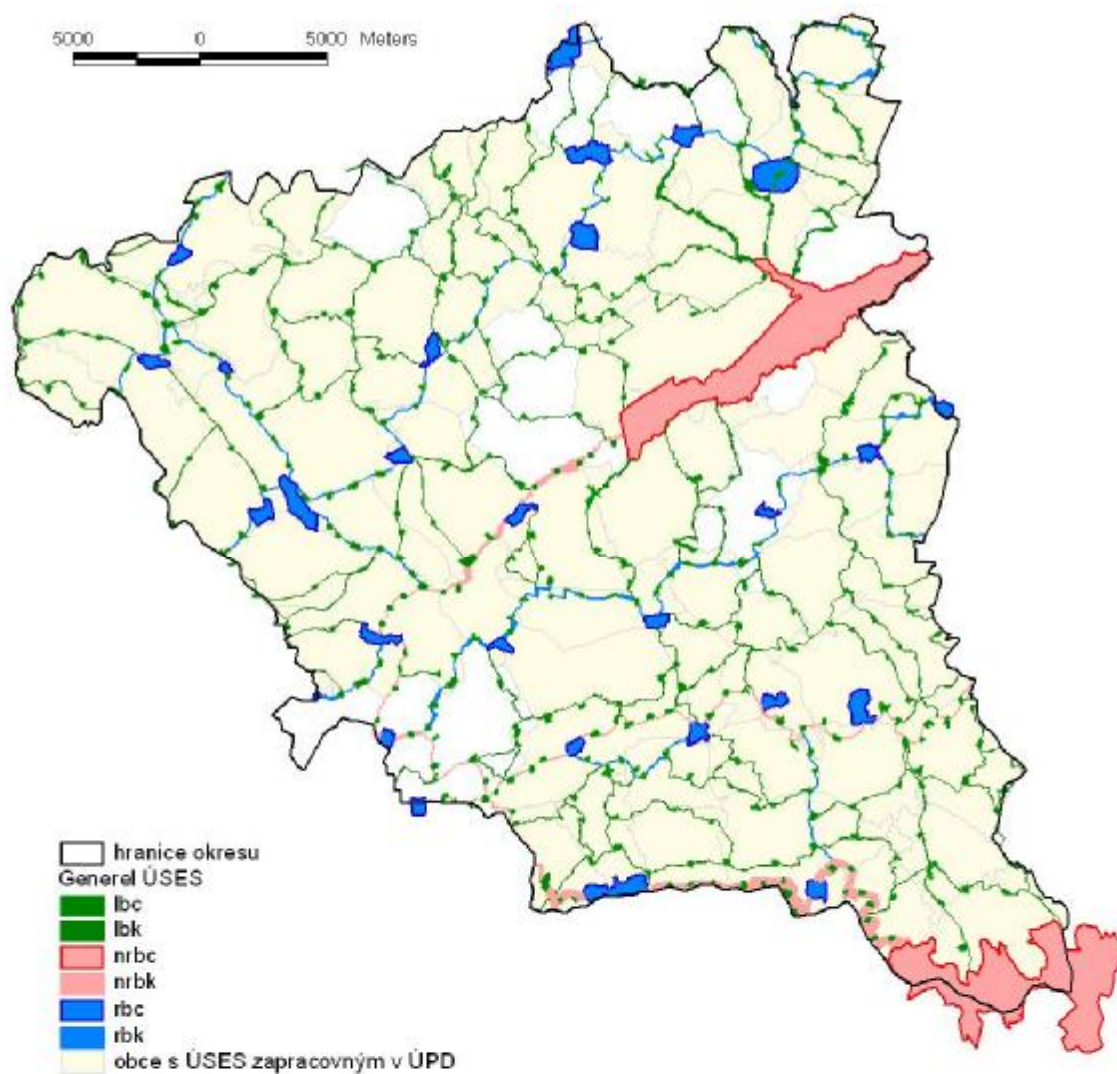 5000 0 5000 Meters
hranice okresu
Generel ÚSES
lbc
lbk
nrbc
nrbk
rbc
rbk
obce s ÚSES zapracovným v ÚPD